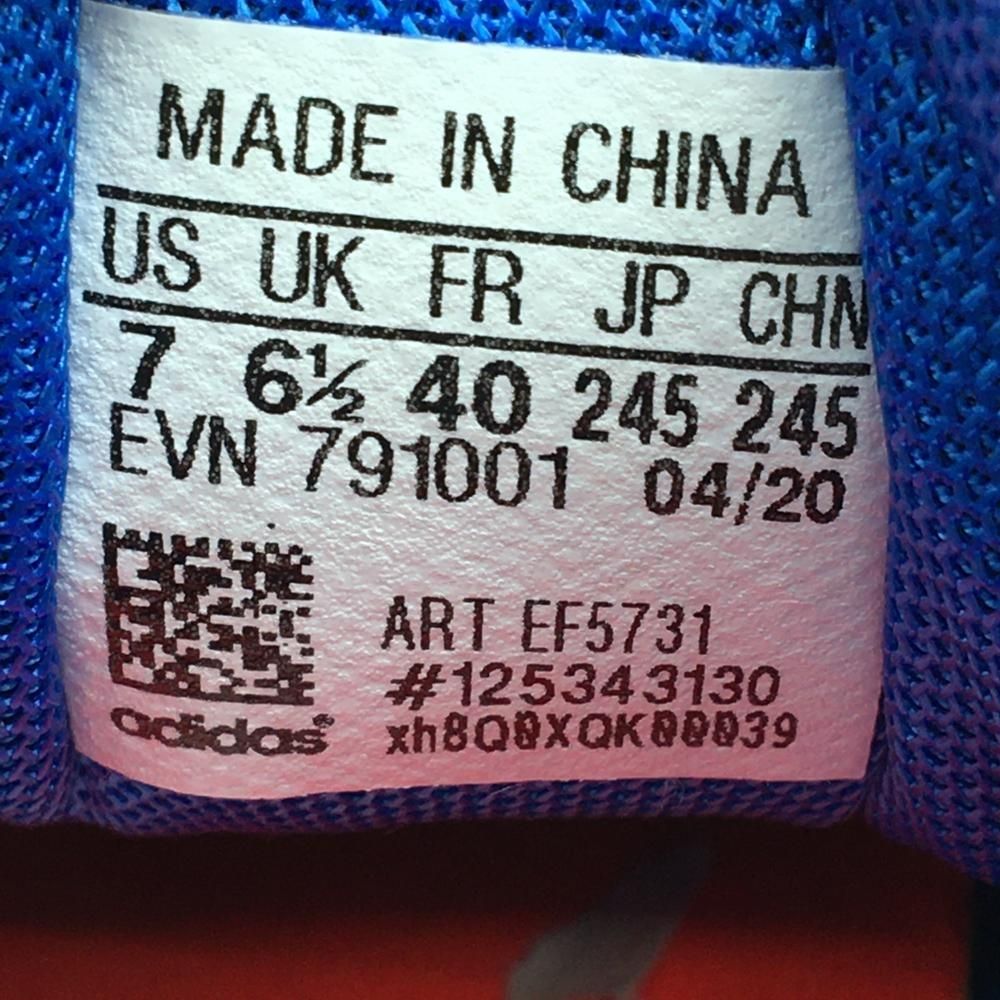 MADE IN CHINA
US UK FR JP CHN
7 6½ 40 245 245
EVN 791001 04/20
ART EF5731
#125343130
adidas® xh8Q0XQK00039